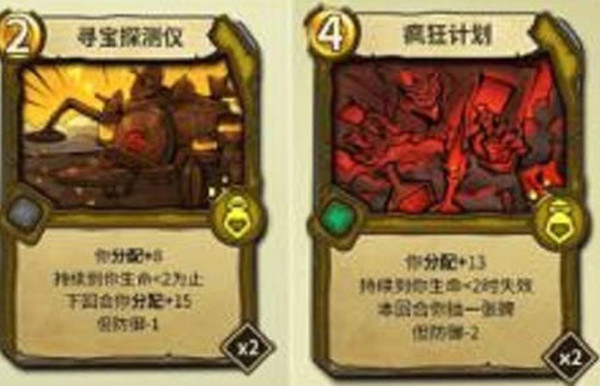 2
寻宝探测仪
你分配+8
持续到你生命<2为止
下回合你分配+15
但防御-1
x2
4
疯狂计划
你分配+13
持续到你生命<2时失效
本回合你抽一张牌
但防御-2
x2